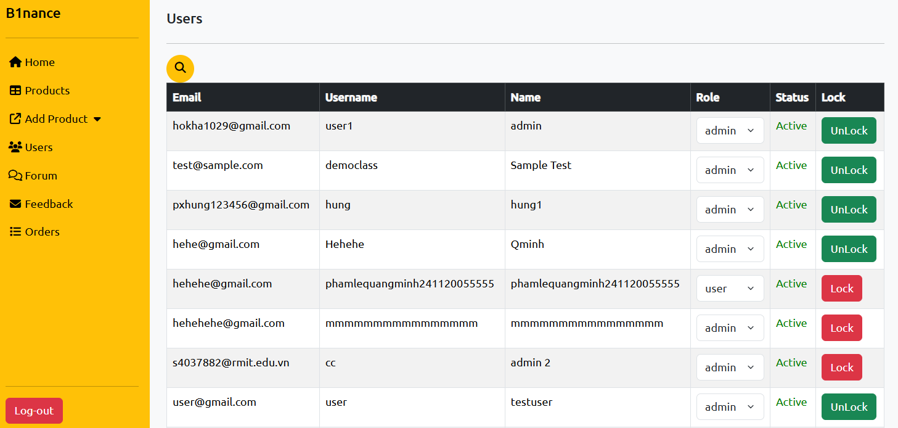 B1nance
Home
Products
Add Product
Users
Forum
Feedback
Orders
Log-out
Users
Email Username Name Role Status Lock
hokha1029@gmail.com user1 admin admin Active UnLock
test@sample.com democlass Sample Test admin Active UnLock
pxhung123456@gmail.com hung hung1 admin Active UnLock
hehe@gmail.com Hehehe Qminh admin Active UnLock
hehehe@gmail.com phamlequangminh241120055555 phamlequangminh241120055555 user Active Lock
hehehehe@gmail.com mmmmmmmmmmmmmmmm mmmmmmmmmmmmmmmm admin Active Lock
s4037882@rmit.edu.vn cc admin 2 admin Active Lock
user@gmail.com user testuser admin Active UnLock